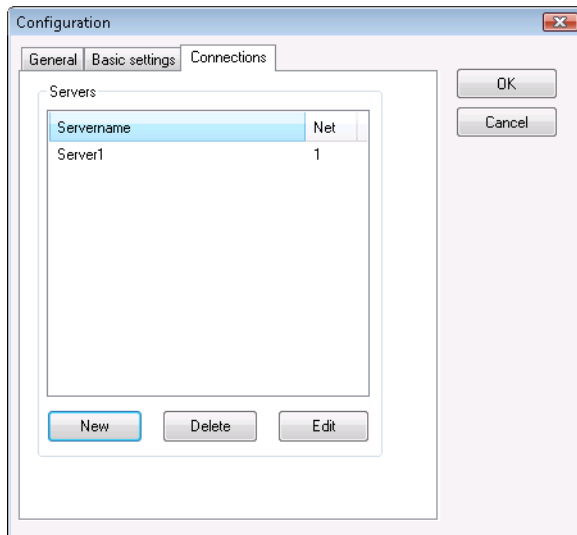 Configuration
General Basic settings Connections
Servers
OK
Cancel
Servername Net
Server1 1
New Delete Edit